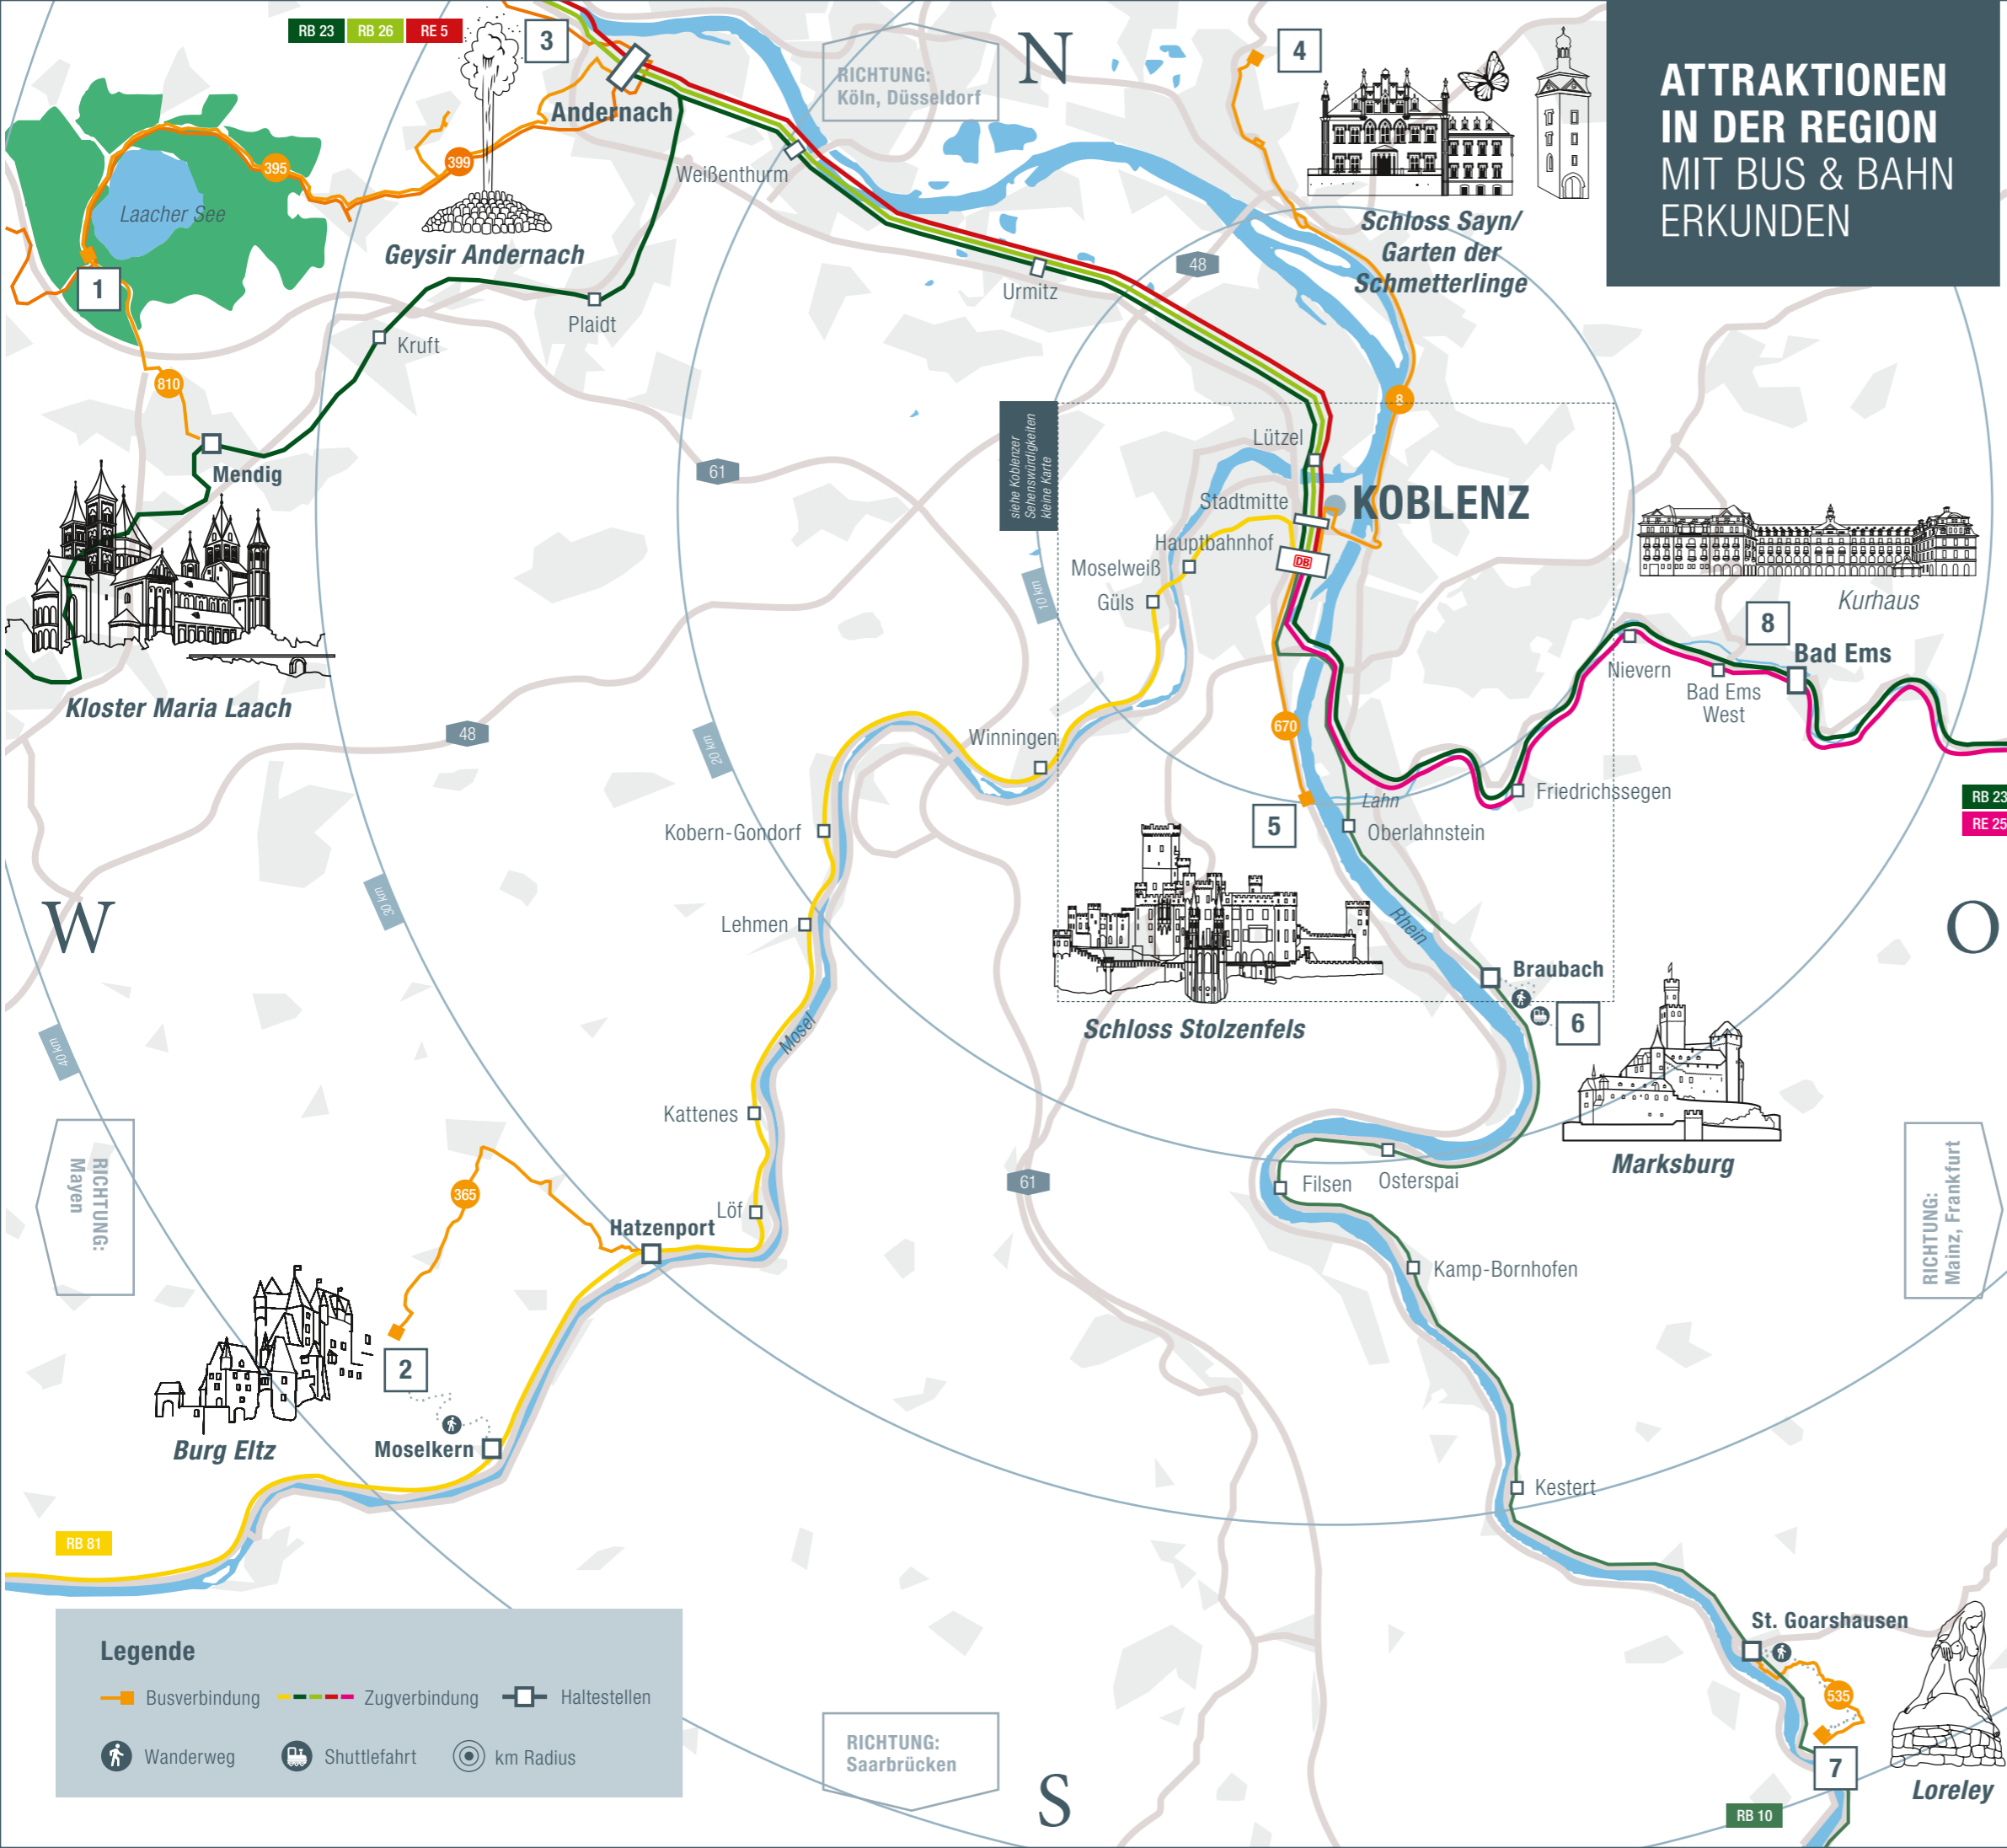 ATTRAKTIONEN
IN DER REGION
MIT BUS & BAHN
ERKUNDEN
RB 23
RB 26
RE 5
3
N
4
RICHTUNG:
Köln, Düsseldorf
Andernach
395
399
Laacher See
Weißenthurm
Geysir Andernach
Schloss Sayn/
Garten der
Schmetterlinge
48
1
Urmitz
Plaidt
Kruft
810
8
Mendig
61
siehe Koblenzer
Sehenswürdigkeiten
kleine Karte
Lützel
Stadtmitte
KOBLENZ
Hauptbahnhof
DB
Moselweiß
Güls
10 km
Kurhaus
8
Bad Ems
Nievern
Bad Ems
West
Kloster Maria Laach
48
20 km
Winningen
670
Friedrichssegen
RB 23
RE 25
Lahn
5
Oberlahnstein
Kobern-Gondorf
30 km
W
Lehmen
Rhein
O
Braubach
6
Schloss Stolzenfels
Mosel
40 km
Kattenes
Marksburg
RICHTUNG:
Mayen
365
61
Filsen
Osterspai
RICHTUNG:
Mainz, Frankfurt
Löf
Hatzenport
Kamp-Bornhofen
2
Burg Eltz
Moselkern
Kestert
RB 81
St. Goarshausen
535
Legende
Busverbindung
Zugverbindung
Haltestellen
Wanderweg
Shuttlefahrt
km Radius
RICHTUNG:
Saarbrücken
S
7
Loreley
RB 10